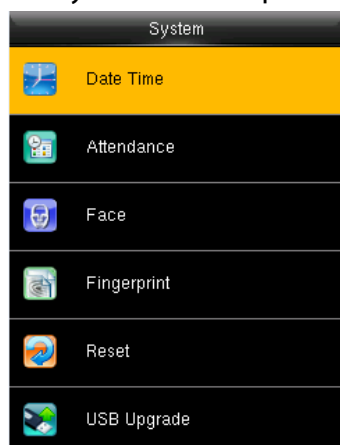 System
Date Time
Attendance
Face
Fingerprint
Reset
USB Upgrade